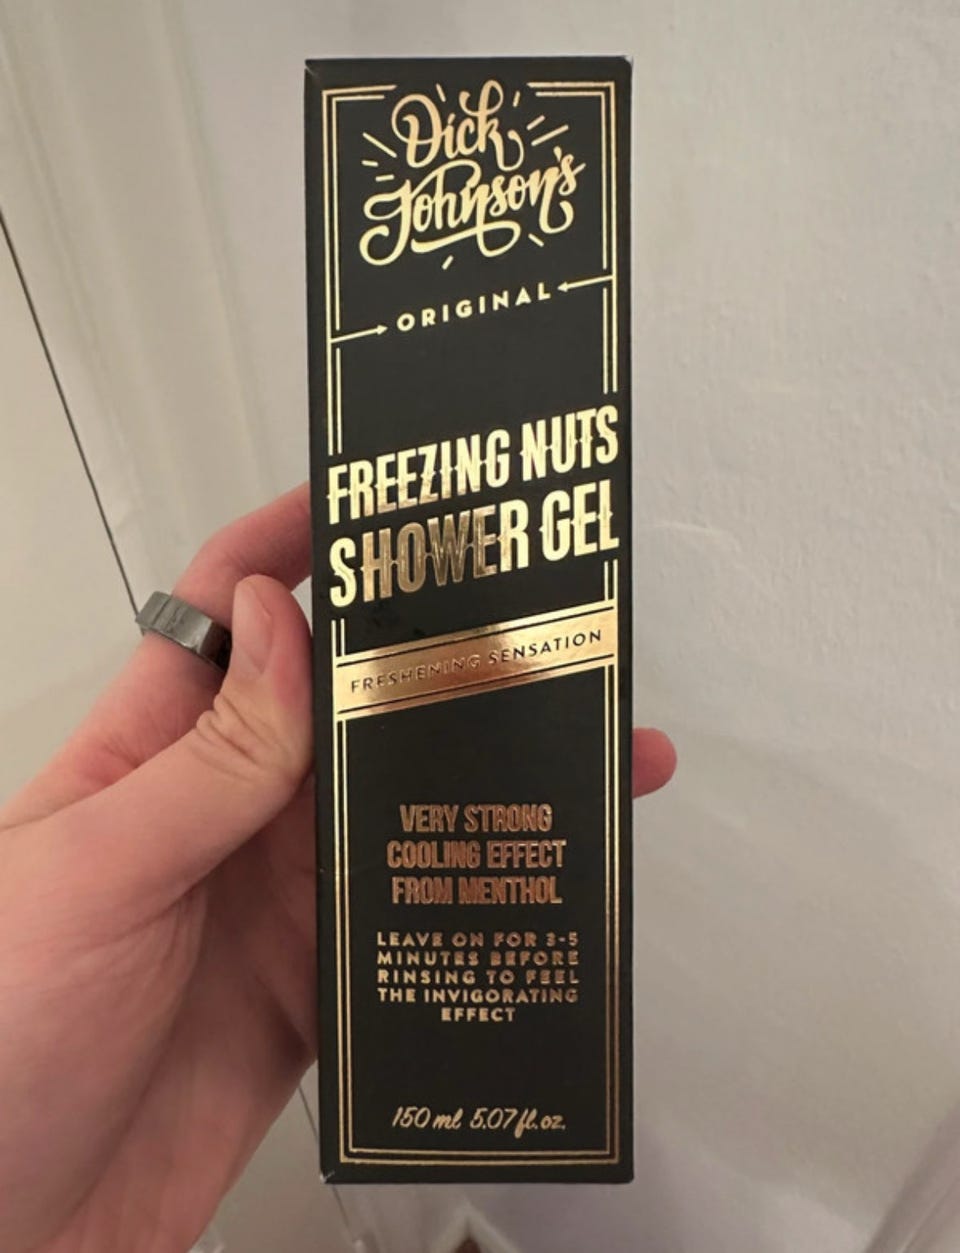 Dick
Johnson's
ORIGINAL
FREEZING NUTS
SHOWER GEL
FRESHENING SENSATION
VERY STRONG
COOLING EFFECT
FROM MENTHOL
LEAVE ON FOR 3-5
MINUTES BEFORE
RINSING TO FEEL
THE INVIGORATING
EFFECT
150 ml 5.07 fl.oz.